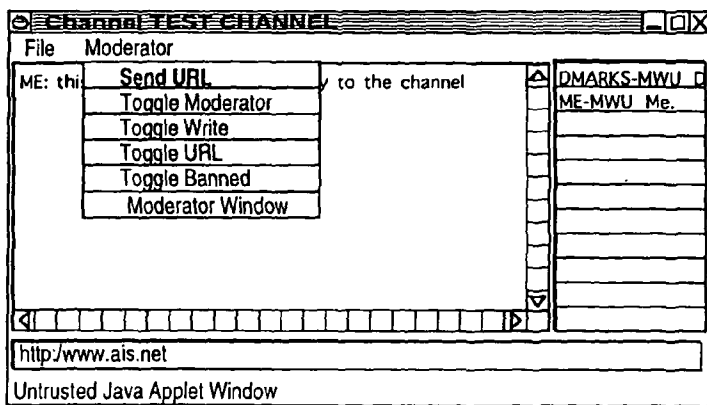 Channel TEST CHANNEL
File Moderator
ME: this y to the channel
Send URL
Toggle Moderator
Toggle Write
Toggle URL
Toggle Banned
Moderator Window
DMARKS-MWU D
ME-MWU Me.
http:/www.ais.net
Untrusted Java Applet Window